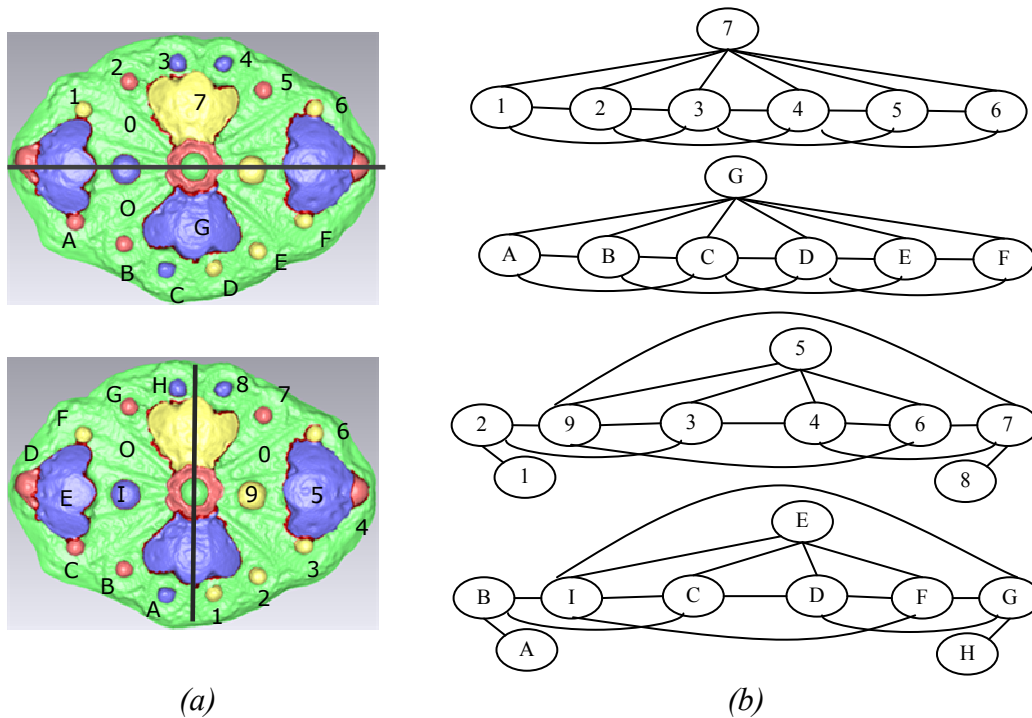 3 4
2 5
1 7 6
0
O
G
A F
B E
C D
H 8
G 7
F 6
O 0
D
E I 9 5
4
C 3
B 2
A 1
(a)
7
1 2 3 4 5 6
G
A B C D E F
5
2 9 3 4 6 7
1 8
E
B I C D F G
A H
(b)